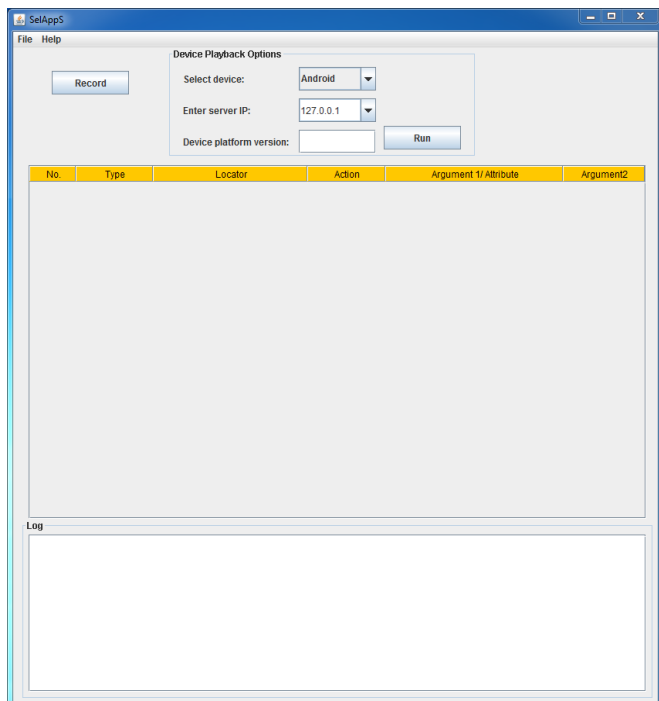 SelAppS
File Help
Device Playback Options
Record
Select device: Android
Enter server IP: 127.0.0.1
Device platform version: Run
No. Type Locator Action Argument 1/ Attribute Argument2
Log